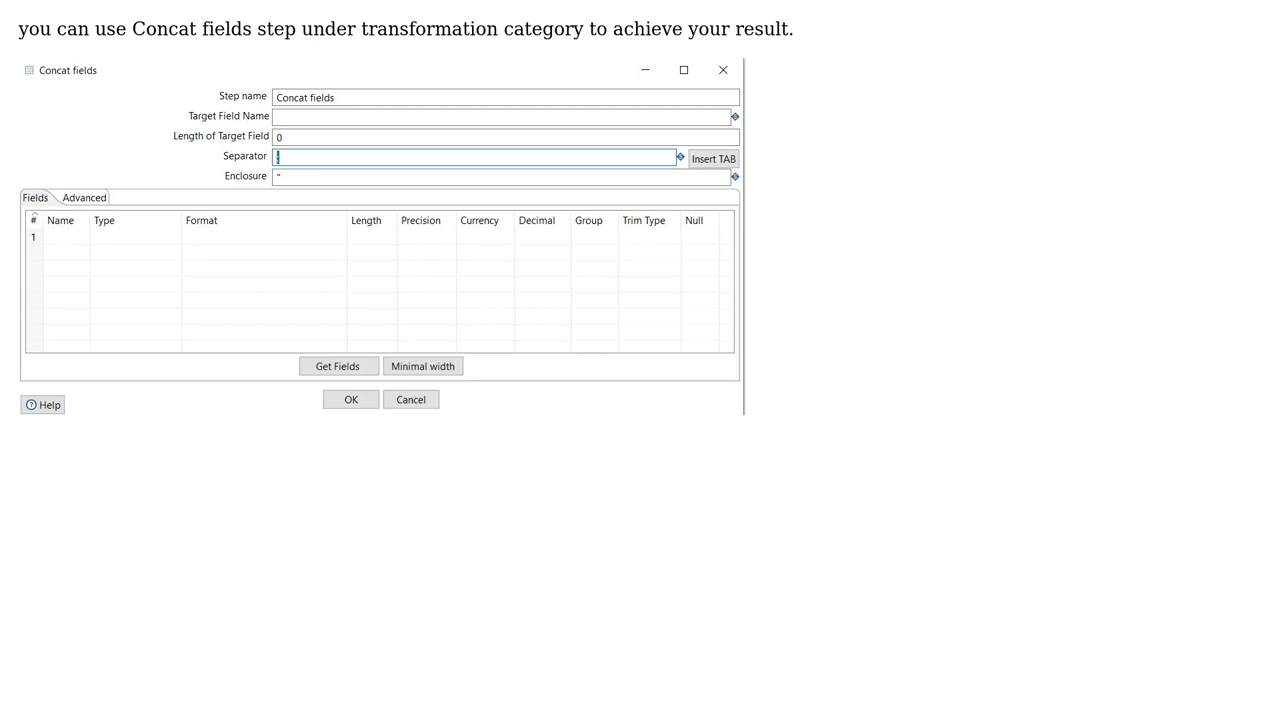 you can use Concat fields step under transformation category to achieve your result.
Concat fields
Step name Concat fields
Target Field Name
Length of Target Field 0
Separator ; Insert TAB
Enclosure "
Fields Advanced
# Name Type Format Length Precision Currency Decimal Group Trim Type Null
1
Get Fields Minimal width
Help OK Cancel